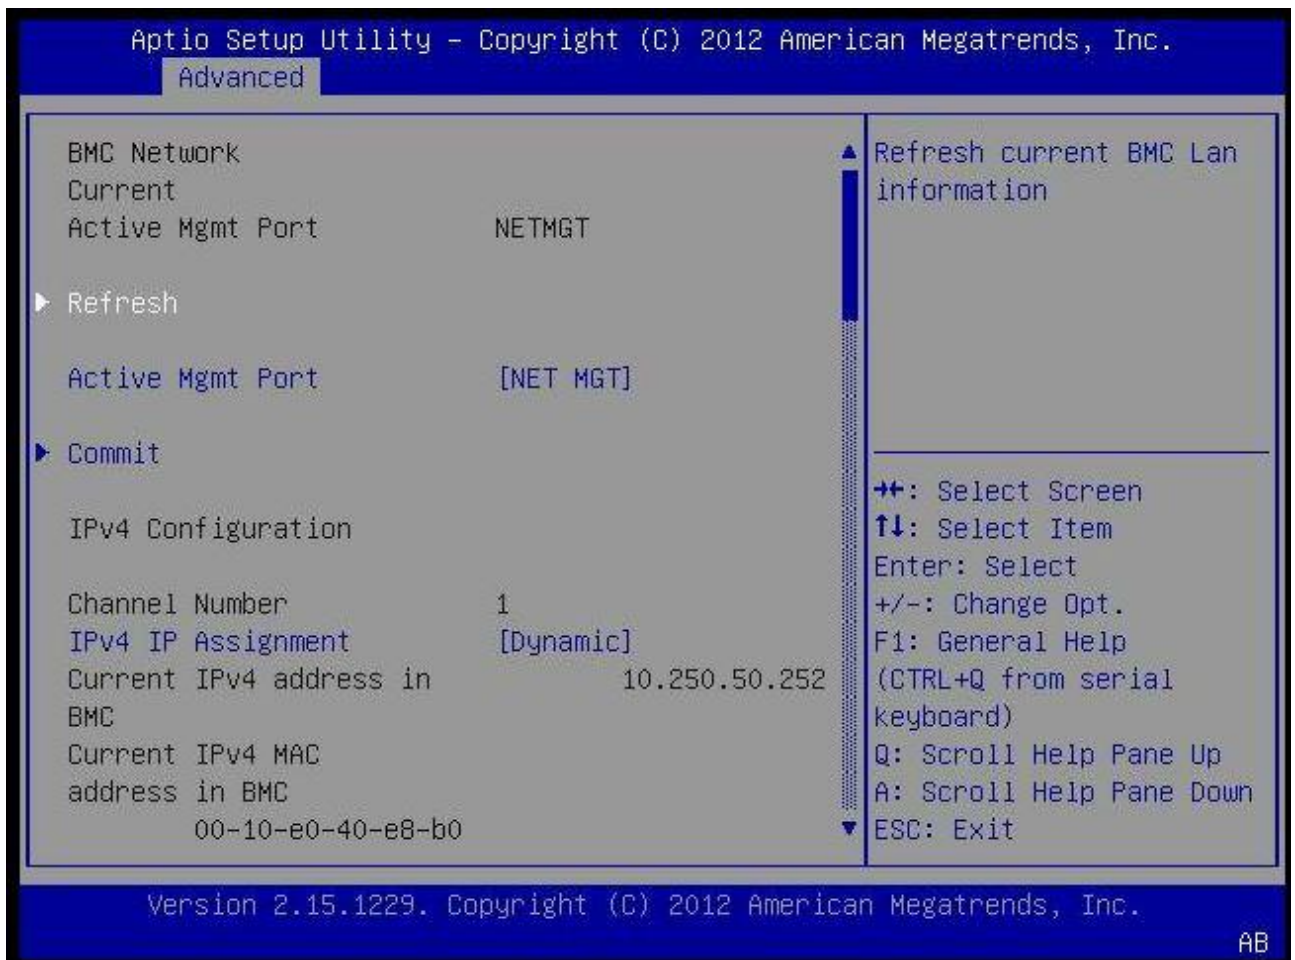 Aptio Setup Utility – Copyright (C) 2012 American Megatrends, Inc.
Advanced
BMC Network
Current
Active Mgmt Port NETMGT
Refresh
Active Mgmt Port [NET MGT]
Commit
IPv4 Configuration
Channel Number 1
IPv4 IP Assignment [Dynamic]
Current IPv4 address in 10.250.50.252
BMC
Current IPv4 MAC
address in BMC
00-10-e0-40-e8-b0
Refresh current BMC Lan
information
→←: Select Screen
↑↓: Select Item
Enter: Select
+/-: Change Opt.
F1: General Help
(CTRL+Q from serial
keyboard)
Q: Scroll Help Pane Up
A: Scroll Help Pane Down
ESC: Exit
Version 2.15.1229. Copyright (C) 2012 American Megatrends, Inc.
AB